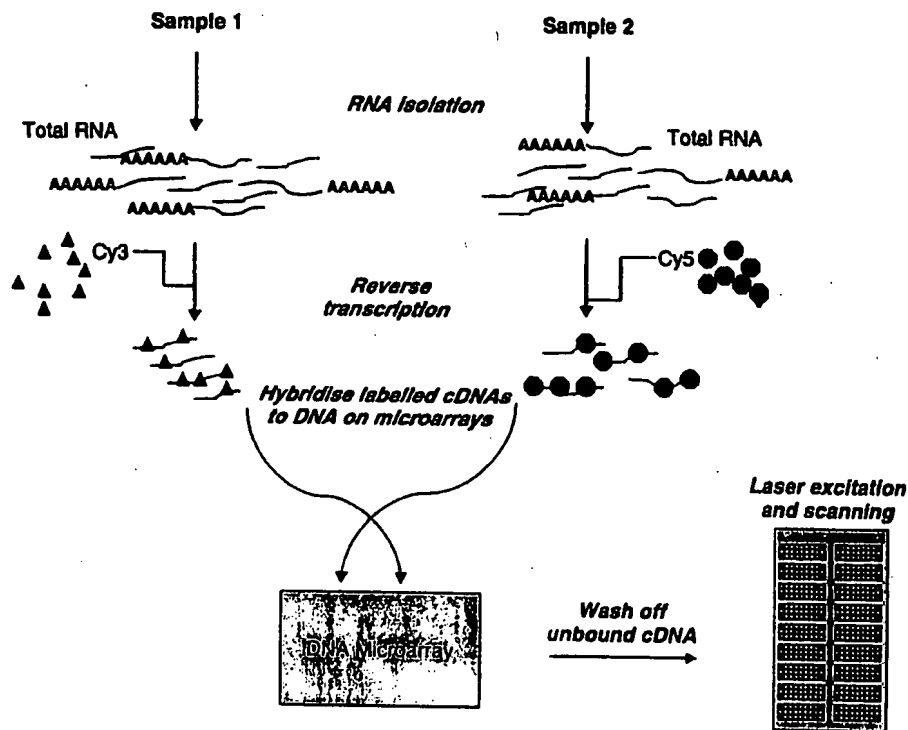 Sample 1
Sample 2
RNA isolation
Total RNA
Total RNA
AAAAAA
AAAAAA
AAAAAA
AAAAAA
AAAAAA
AAAAAA
AAAAAA
Cy3
Cy5
Reverse
transcription
Hybridise labelled cDNAs
to DNA on microarrays
Laser excitation
and scanning
DNA Microarray
Wash off
unbound cDNA